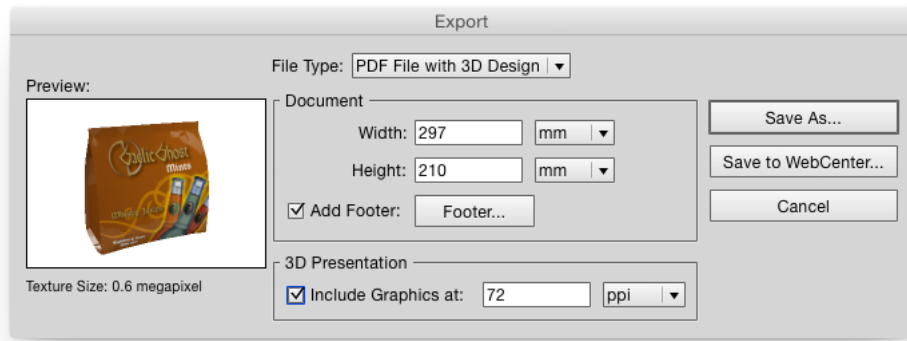 Export
File Type: PDF File with 3D Design
Preview:
Document
Width: 297 mm
Height: 210 mm
Add Footer: Footer...
3D Presentation
Include Graphics at: 72 ppi
Texture Size: 0.6 megapixel
Save As...
Save to WebCenter...
Cancel
Mints